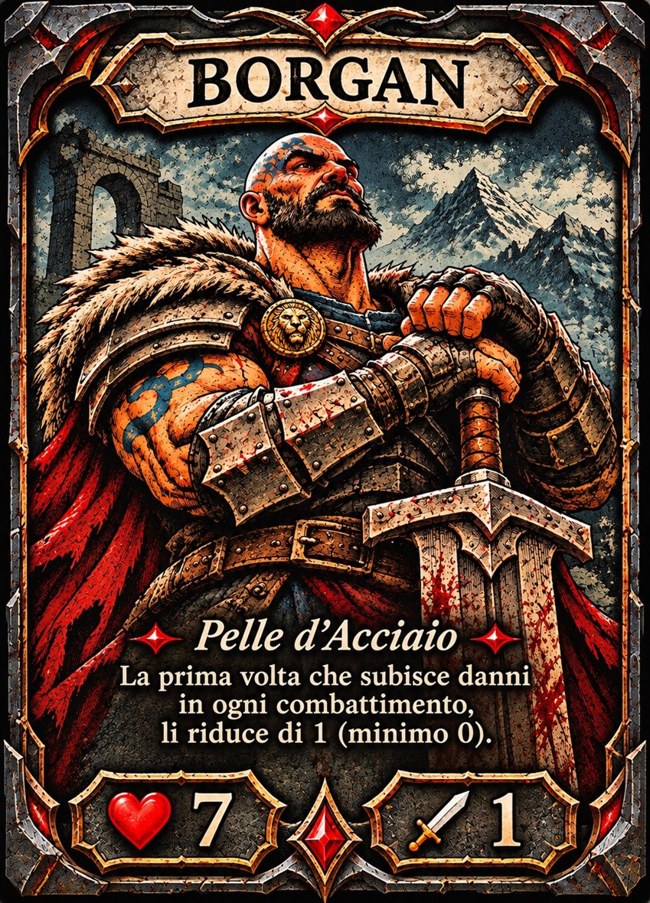 BORGAN
Pelle d'Acciaio
La prima volta che subisce danni
in ogni combattimento,
li riduce di 1 (minimo 0).
7
1